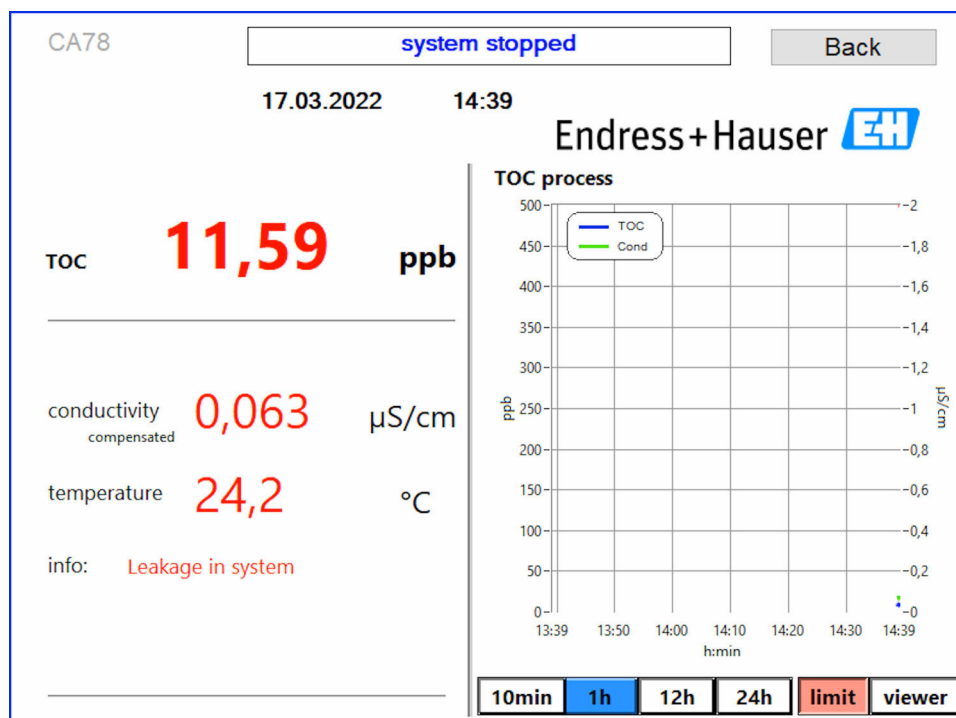 CA78
system stopped
Back
17.03.2022 14:39
Endress+Hauser EH
TOC 11,59 ppb
conductivity 0,063 µS/cm
compensated
temperature 24,2 °C
info: Leakage in system
TOC process
TOC
Cond
500
450
400
350
300
250
200
150
100
50
0
ppb
2
1,8
1,6
1,4
1,2
1
0,8
0,6
0,4
0,2
0
µS/cm
13:39 13:50 14:00 14:10 14:20 14:30 14:39
h:min
10min 1h 12h 24h limit viewer